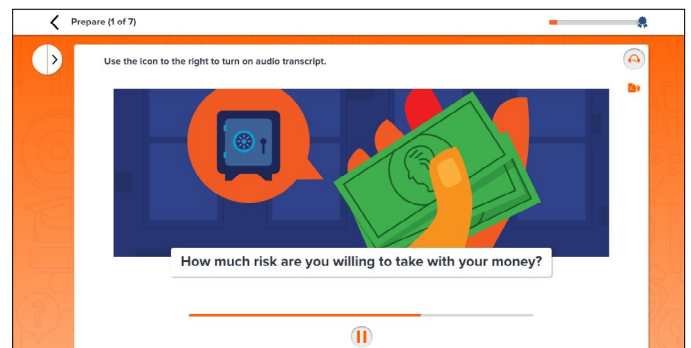 Prepare (1 of 7)
Use the icon to the right to turn on audio transcript.
How much risk are you willing to take with your money?